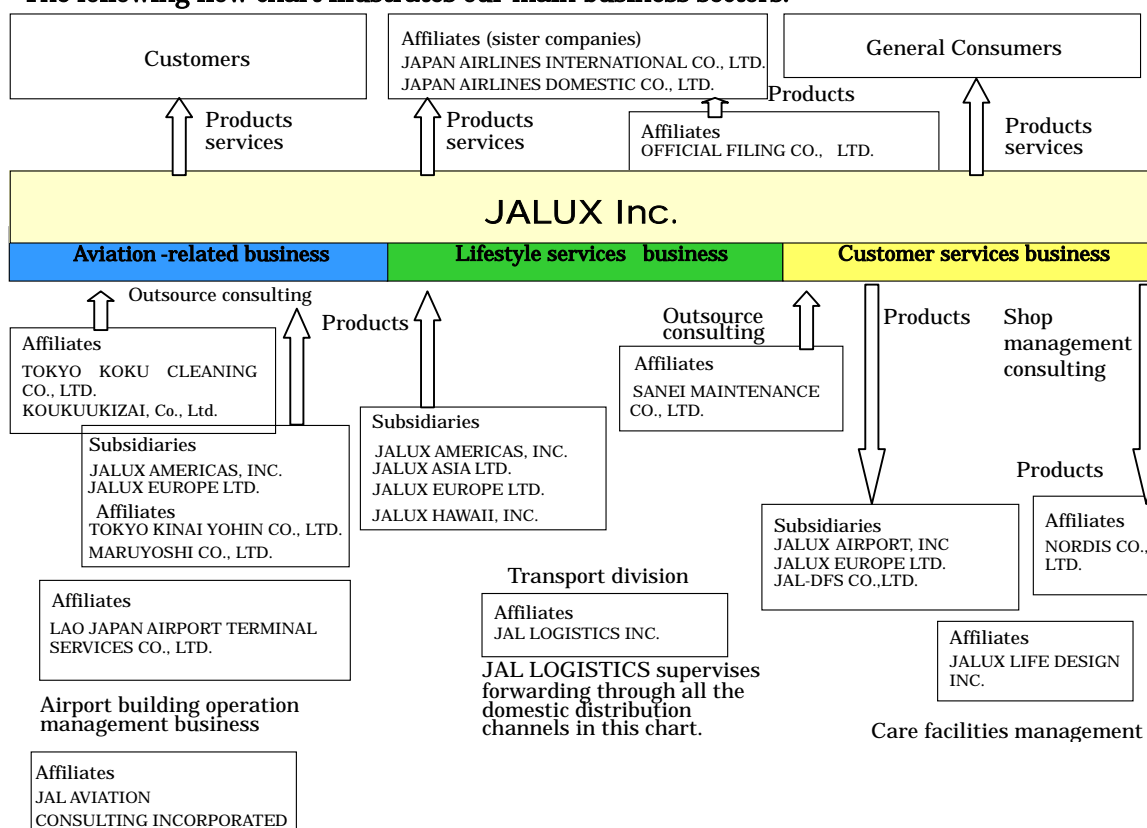 The following flow chart illustrates our main business sectors.
Customers
Affiliates (sister companies)
JAPAN AIRLINES INTERNATIONAL CO., LTD.
JAPAN AIRLINES DOMESTIC CO., LTD.
General Consumers
Products
services
Products
services
Products
Affiliates
OFFICIAL FILING CO., LTD.
Products
services
JALUX Inc.
Aviation -related business
Lifestyle services business
Customer services business
Outsource consulting
Products
Affiliates
TOKYO KOKU CLEANING
CO., LTD.
KOUKUUKIZAI, Co., Ltd.
Subsidiaries
JALUX AMERICAS, INC.
JALUX EUROPE LTD.
Affiliates
TOKYO KINAI YOHIN CO., LTD.
MARUYOSHI CO., LTD.
Affiliates
LAO JAPAN AIRPORT TERMINAL
SERVICES CO., LTD.
Airport building operation
management business
Affiliates
JAL AVIATION
CONSULTING INCORPORATED
Subsidiaries
JALUX AMERICAS, INC.
JALUX ASIA LTD.
JALUX EUROPE LTD.
JALUX HAWAII, INC.
Transport division
Affiliates
JAL LOGISTICS INC.
JAL LOGISTICS supervises
forwarding through all the
domestic distribution
channels in this chart.
Outsource
consulting
Affiliates
SANEI MAINTENANCE
CO., LTD.
Products
Shop
management
consulting
Products
Subsidiaries
JALUX AIRPORT, INC
JALUX EUROPE LTD.
JAL-DFS CO.,LTD.
Affiliates
NORDIS CO.,
LTD.
Affiliates
JALUX LIFE DESIGN
INC.
Care facilities management